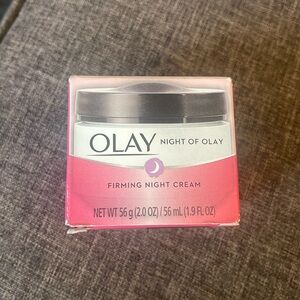 OLAY NIGHT OF OLAY
FIRMING NIGHT CREAM
NET WT 56 g (2.0 OZ) / 56 mL (1.9 FL OZ)